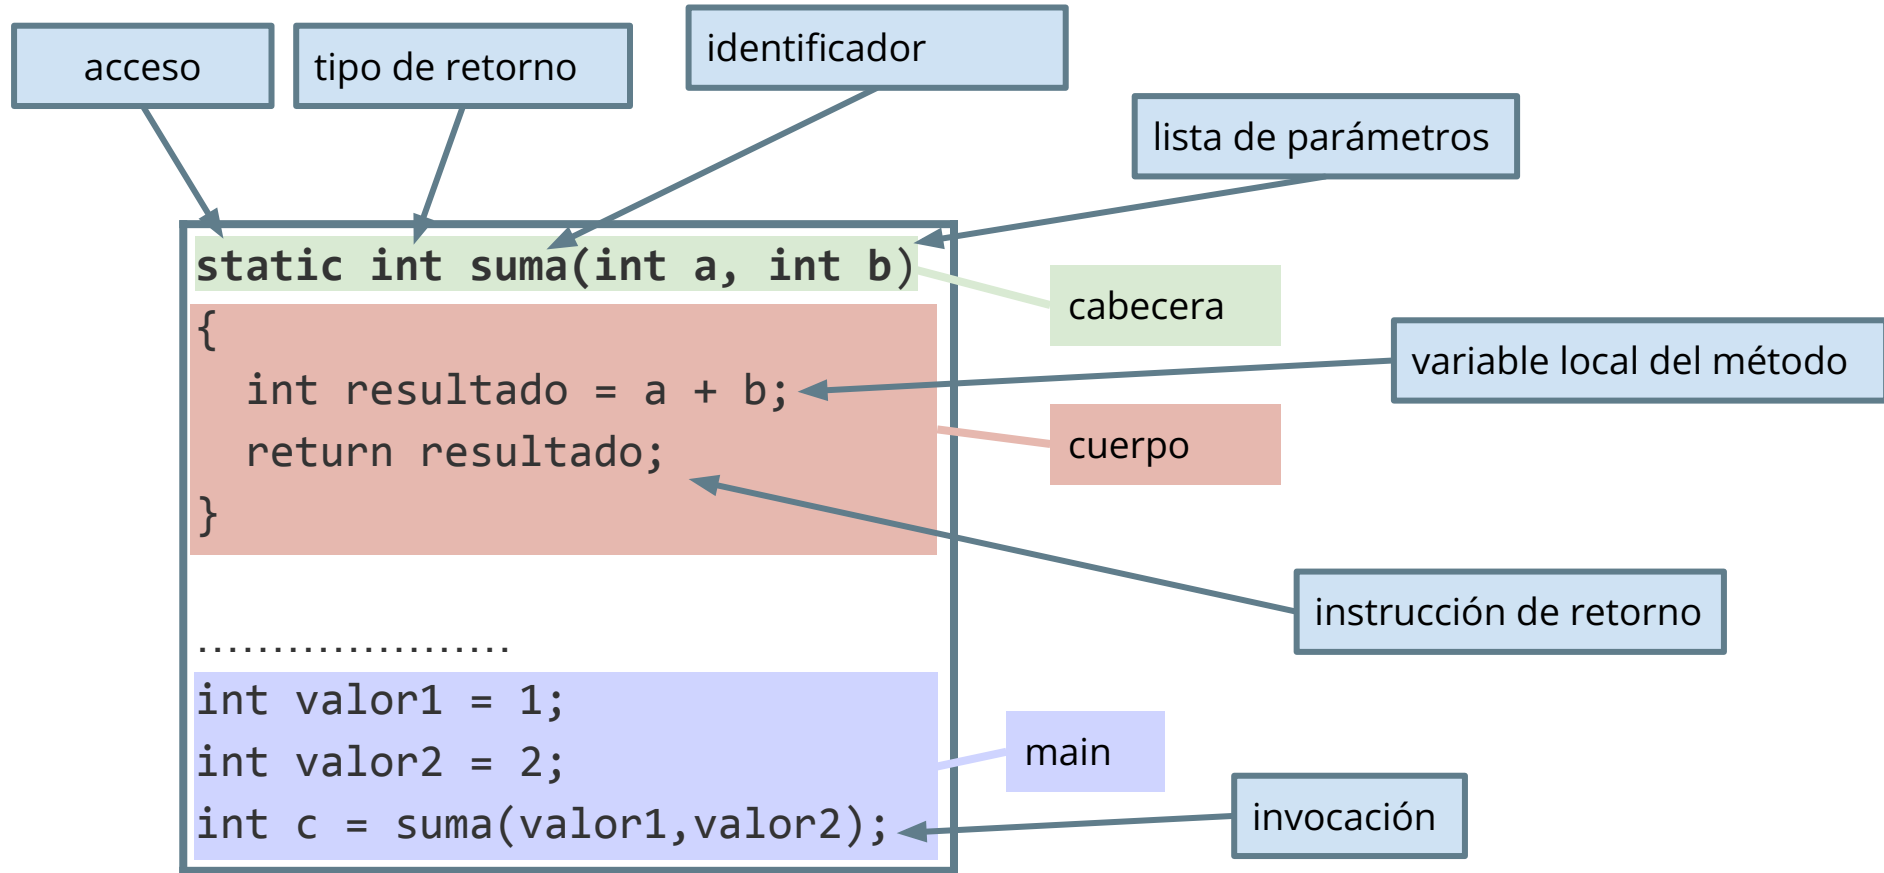 acceso
tipo de retorno
identificador
lista de parámetros
static int suma(int a, int b)
cabecera
{
variable local del método
int resultado = a + b;
cuerpo
return resultado;
}
instrucción de retorno
.....................
int valor1 = 1;
int valor2 = 2;
main
int c = suma(valor1,valor2);
invocación